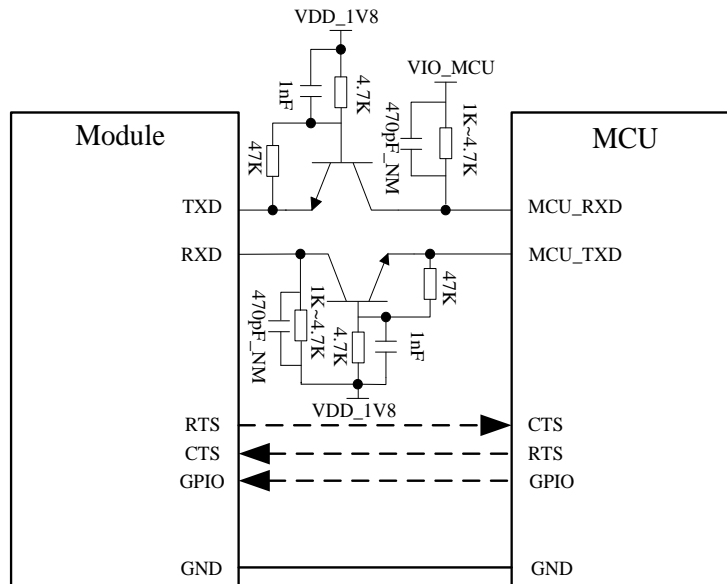 VDD_1V8
VIO_MCU
1nF
4.7K
470pF_NM
1K~4.7K
Module
MCU
47K
TXD
MCU_RXD
RXD
MCU_TXD
470pF_NM
1K~4.7K
4.7K
1nF
47K
VDD_1V8
RTS
CTS
CTS
RTS
GPIO
GPIO
GND
GND